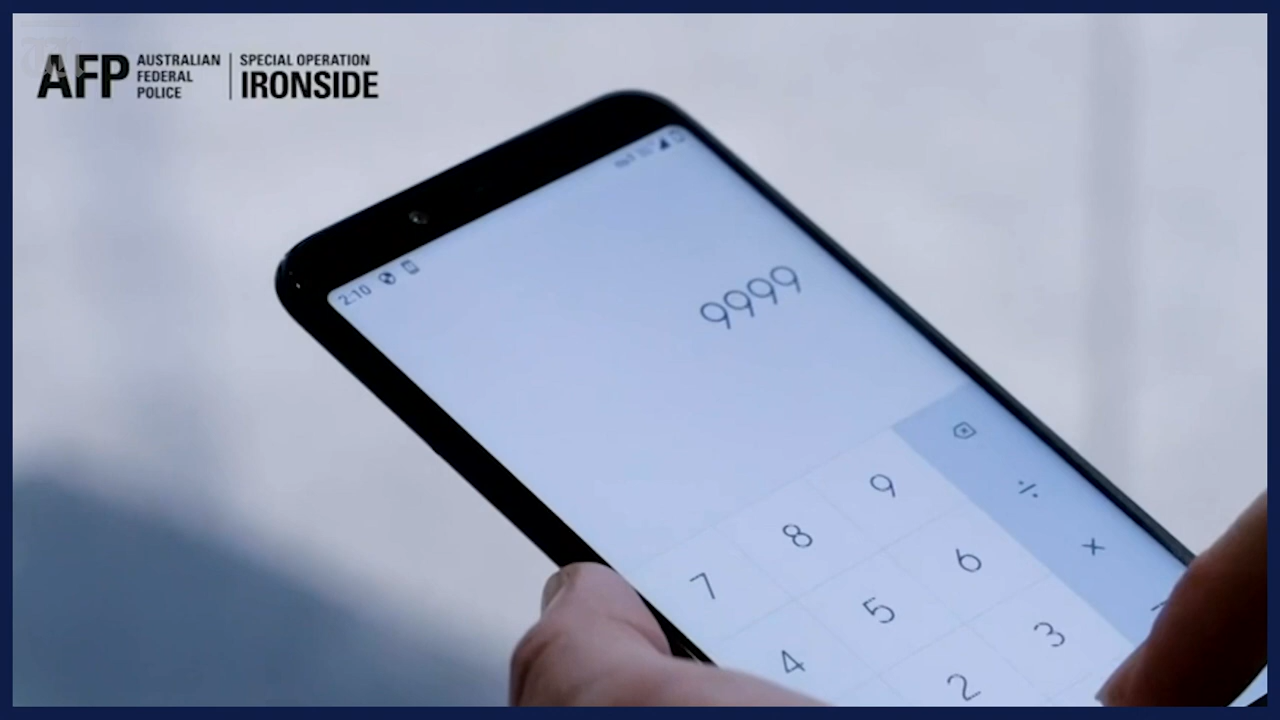 AFP
AUSTRALIAN
FEDERAL
POLICE
SPECIAL OPERATION
IRONSIDE
2:10
9999
7 8 9 ÷
4 5 6 ×
2 3